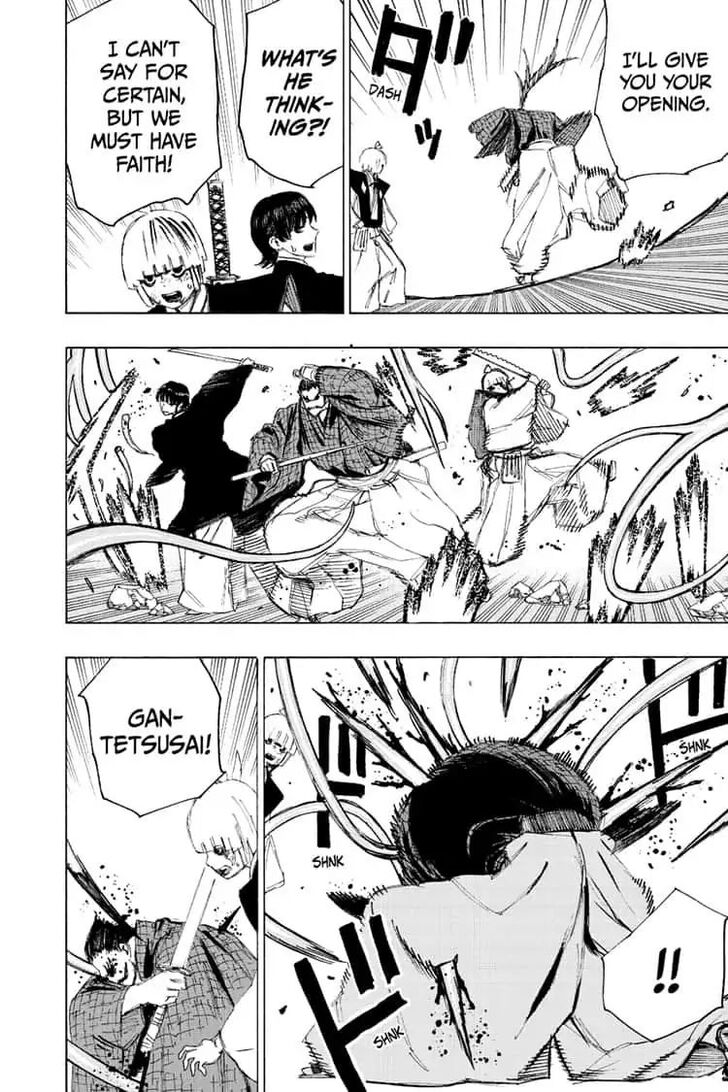 I'LL GIVE
YOU YOUR
OPENING.
ダッ
DASH
WHAT'S
HE
THINK-
ING?!
I CAN'T
SAY FOR
CERTAIN,
BUT WE
MUST HAVE
FAITH!
SHNK
SHNK
!!
ド
SHNK
GAN-
TETSUSAI!